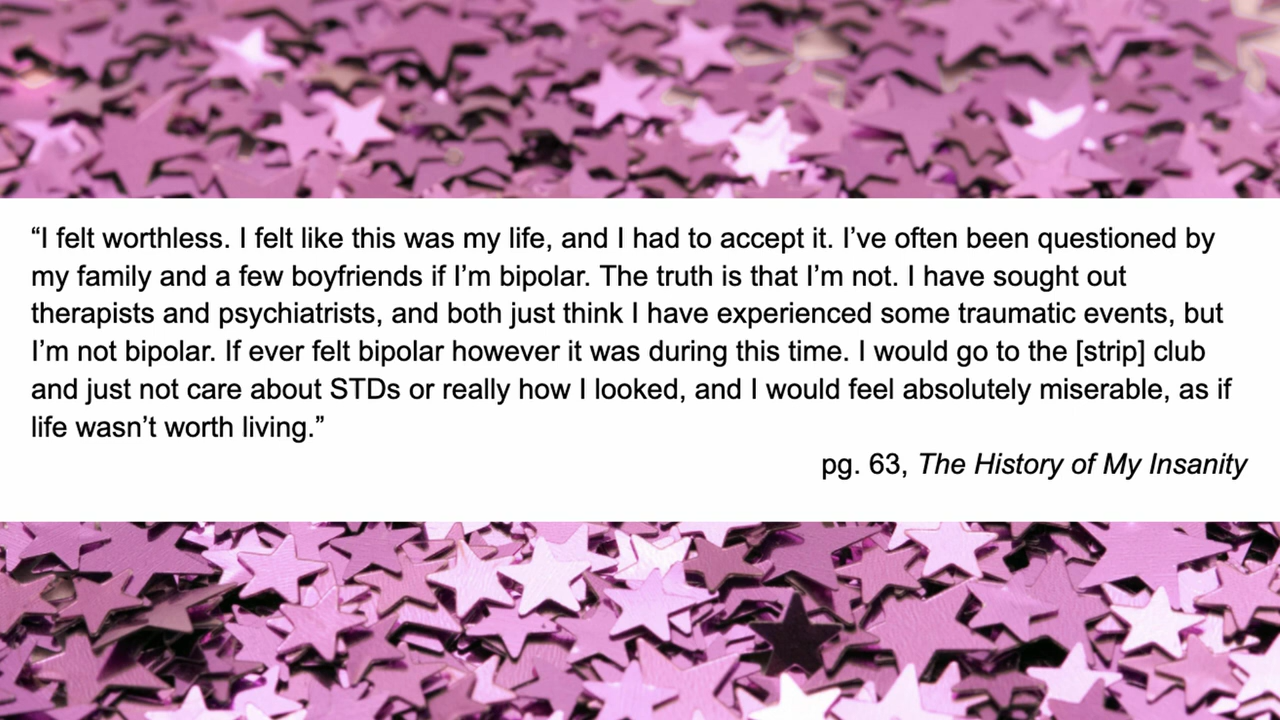 “I felt worthless. I felt like this was my life, and I had to accept it. I’ve often been questioned by
my family and a few boyfriends if I’m bipolar. The truth is that I’m not. I have sought out
therapists and psychiatrists, and both just think I have experienced some traumatic events, but
I’m not bipolar. If ever felt bipolar however it was during this time. I would go to the [strip] club
and just not care about STDs or really how I looked, and I would feel absolutely miserable, as if
life wasn’t worth living.”
pg. 63, The History of My Insanity